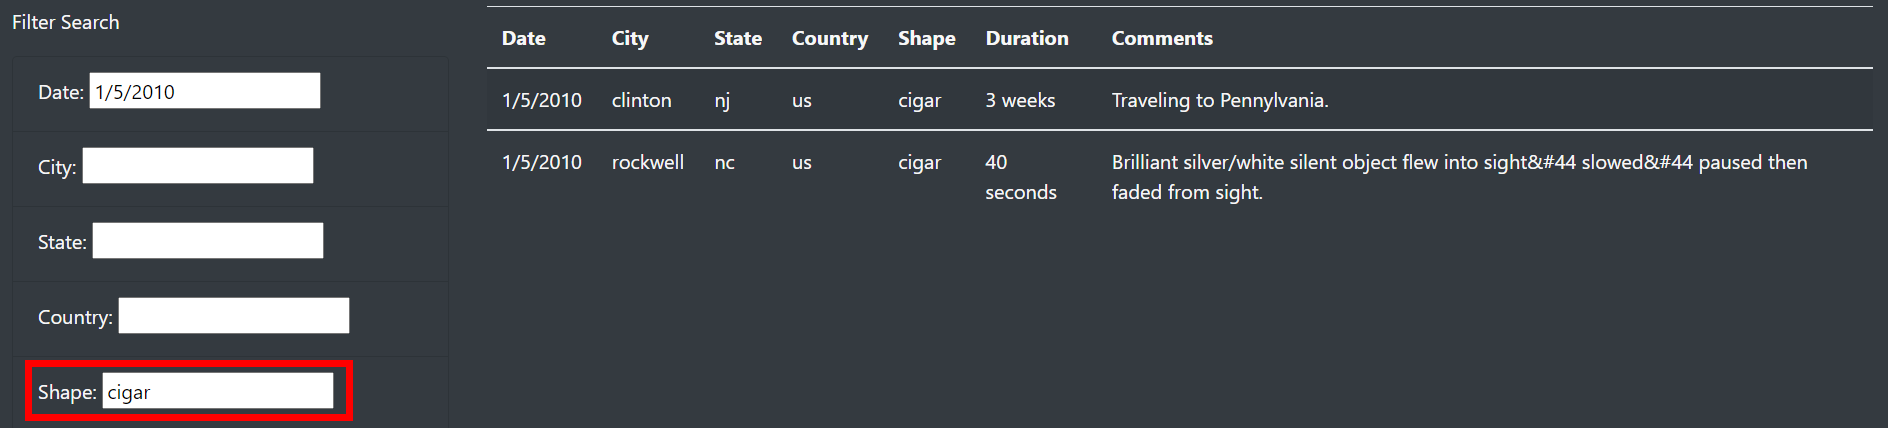 Filter Search
Date: 1/5/2010
City:
State:
Country:
Shape: cigar
Date City State Country Shape Duration Comments
1/5/2010 clinton nj us cigar 3 weeks Traveling to Pennylvania.
1/5/2010 rockwell nc us cigar 40 seconds Brilliant silver/white silent object flew into sight&#44 slowed&#44 paused then
faded from sight.